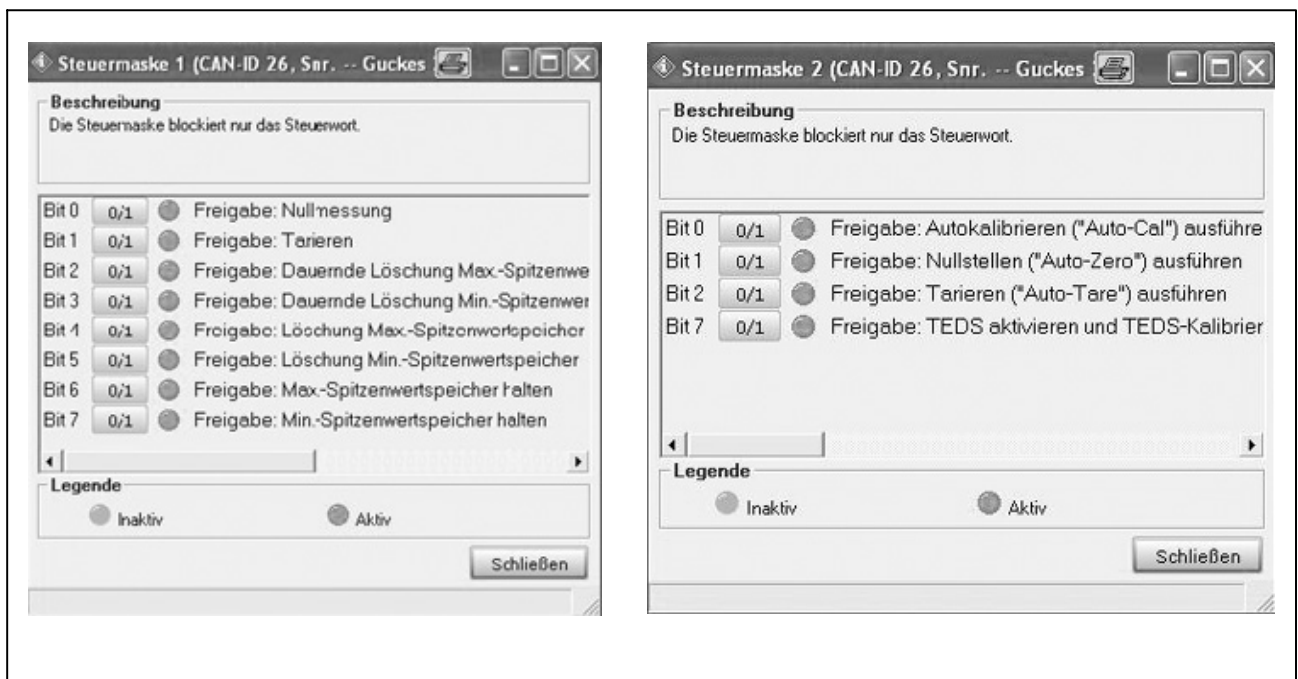 Steuermaske 1 (CAN-ID 26, Snr. -- Guckes
Beschreibung
Die Steuermaske blockiert nur das Steuerwort.
Bit 0 0/1 Freigabe: Nullmessung
Bit 1 0/1 Freigabe: Tarieren
Bit 2 0/1 Freigabe: Dauernde Löschung Max.-Spitzenwe
Bit 3 0/1 Freigabe: Dauernde Löschung Min.-Spitzenwer
Bit 4 0/1 Freigabe: Löschung Max.-Spitzenwertspeicher
Bit 5 0/1 Freigabe: Löschung Min.-Spitzenwertspeicher
Bit 6 0/1 Freigabe: Max.-Spitzenwertspeicher halten
Bit 7 0/1 Freigabe: Min.-Spitzenwertspeicher halten
Legende
Inaktiv Aktiv
Schließen
Steuermaske 2 (CAN-ID 26, Snr. -- Guckes
Beschreibung
Die Steuermaske blockiert nur das Steuerwort.
Bit 0 0/1 Freigabe: Autokalibrieren ("Auto-Cal") ausführe
Bit 1 0/1 Freigabe: Nullstellen ("Auto-Zero") ausführen
Bit 2 0/1 Freigabe: Tarieren ("Auto-Tare") ausführen
Bit 7 0/1 Freigabe: TEDS aktivieren und TEDS-Kalibrier
Legende
Inaktiv Aktiv
Schließen